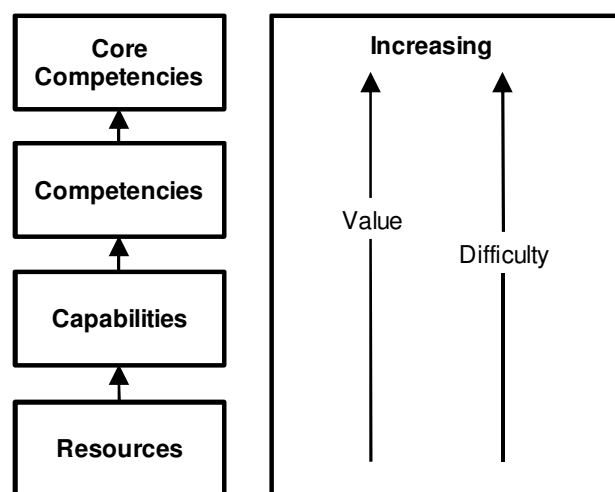 Core
Competencies
Competencies
Capabilities
Resources
Increasing
Value
Difficulty